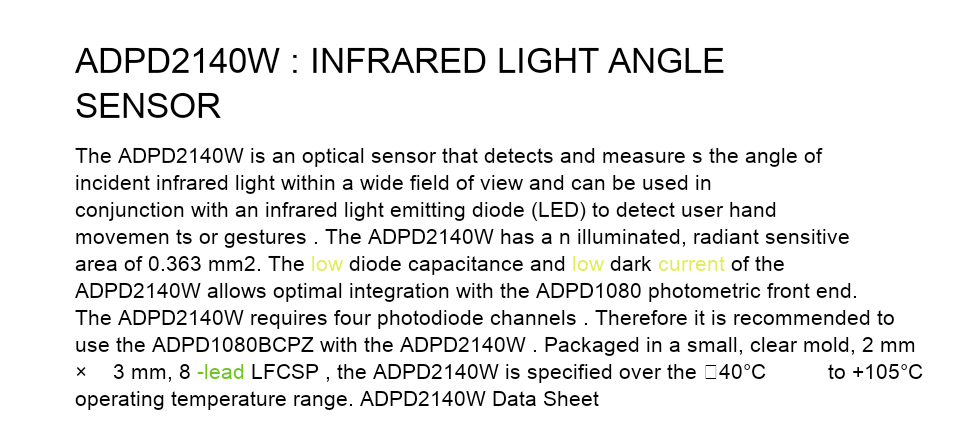 ADPD2140W : INFRARED LIGHT ANGLE
SENSOR
The ADPD2140W is an optical sensor that detects and measure s the angle of
incident infrared light within a wide field of view and can be used in
conjunction with an infrared light emitting diode (LED) to detect user hand
movemen ts or gestures . The ADPD2140W has a n illuminated, radiant sensitive
area of 0.363 mm2. The low diode capacitance and low dark current of the
ADPD2140W allows optimal integration with the ADPD1080 photometric front end.
The ADPD2140W requires four photodiode channels . Therefore it is recommended to
use the ADPD1080BCPZ with the ADPD2140W . Packaged in a small, clear mold, 2 mm
× 3 mm, 8 -lead LFCSP , the ADPD2140W is specified over the □40°C to +105°C
operating temperature range. ADPD2140W Data Sheet